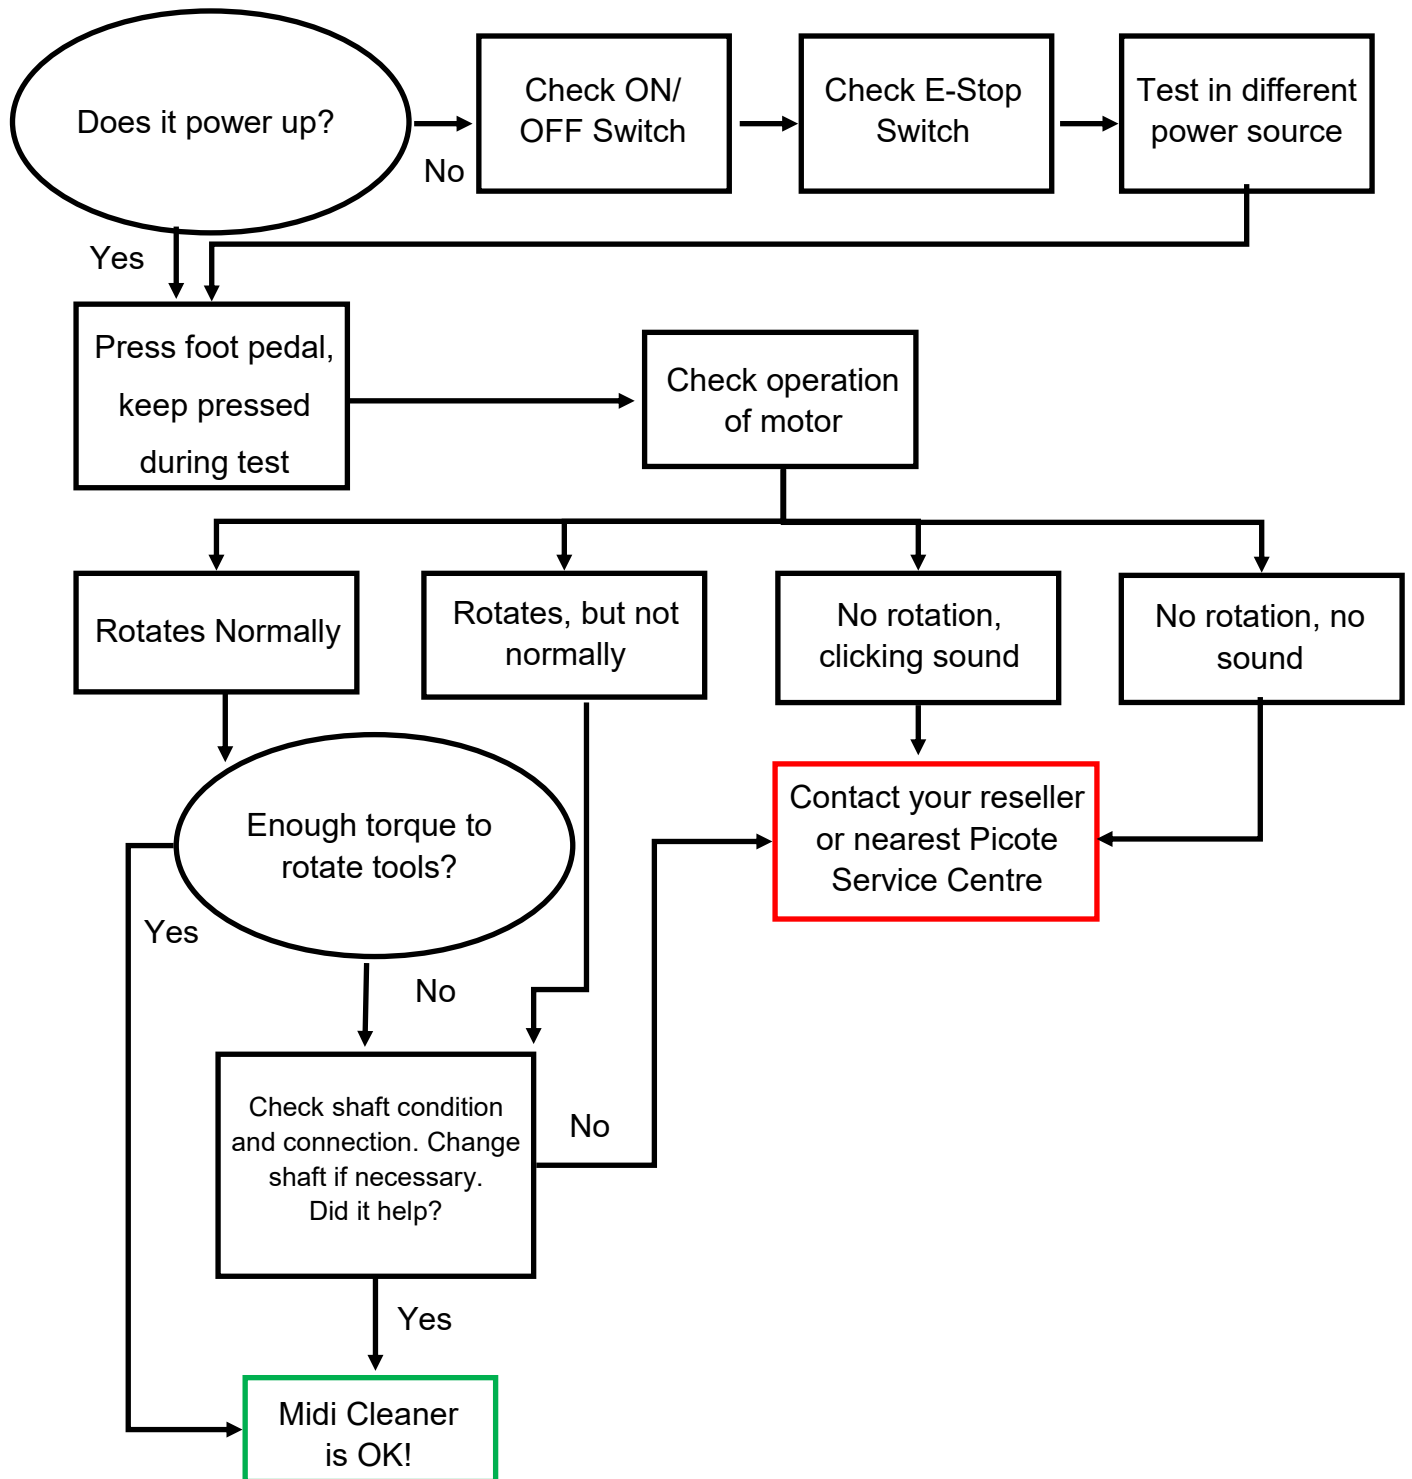 Does it power up?
No
Check ON/
OFF Switch
Check E-Stop
Switch
Test in different
power source
Yes
Press foot pedal,
keep pressed
during test
Check operation
of motor
Rotates Normally
Rotates, but not
normally
No rotation,
clicking sound
No rotation, no
sound
Enough torque to
rotate tools?
Contact your reseller
or nearest Picote
Service Centre
Yes
No
Check shaft condition
and connection. Change
shaft if necessary.
Did it help?
No
Yes
Midi Cleaner
is OK!